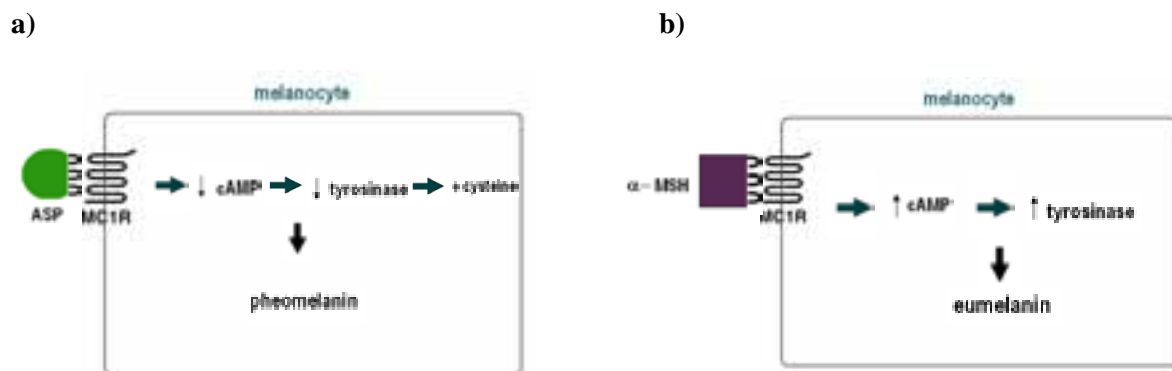 a)
b)
melanocyte
ASP
MC1R
↓ cAMP
↓ tyrosinase
+ cysteine
pheomelanin
melanocyte
α-MSH
MC1R
↑ cAMP
↑ tyrosinase
eumelanin